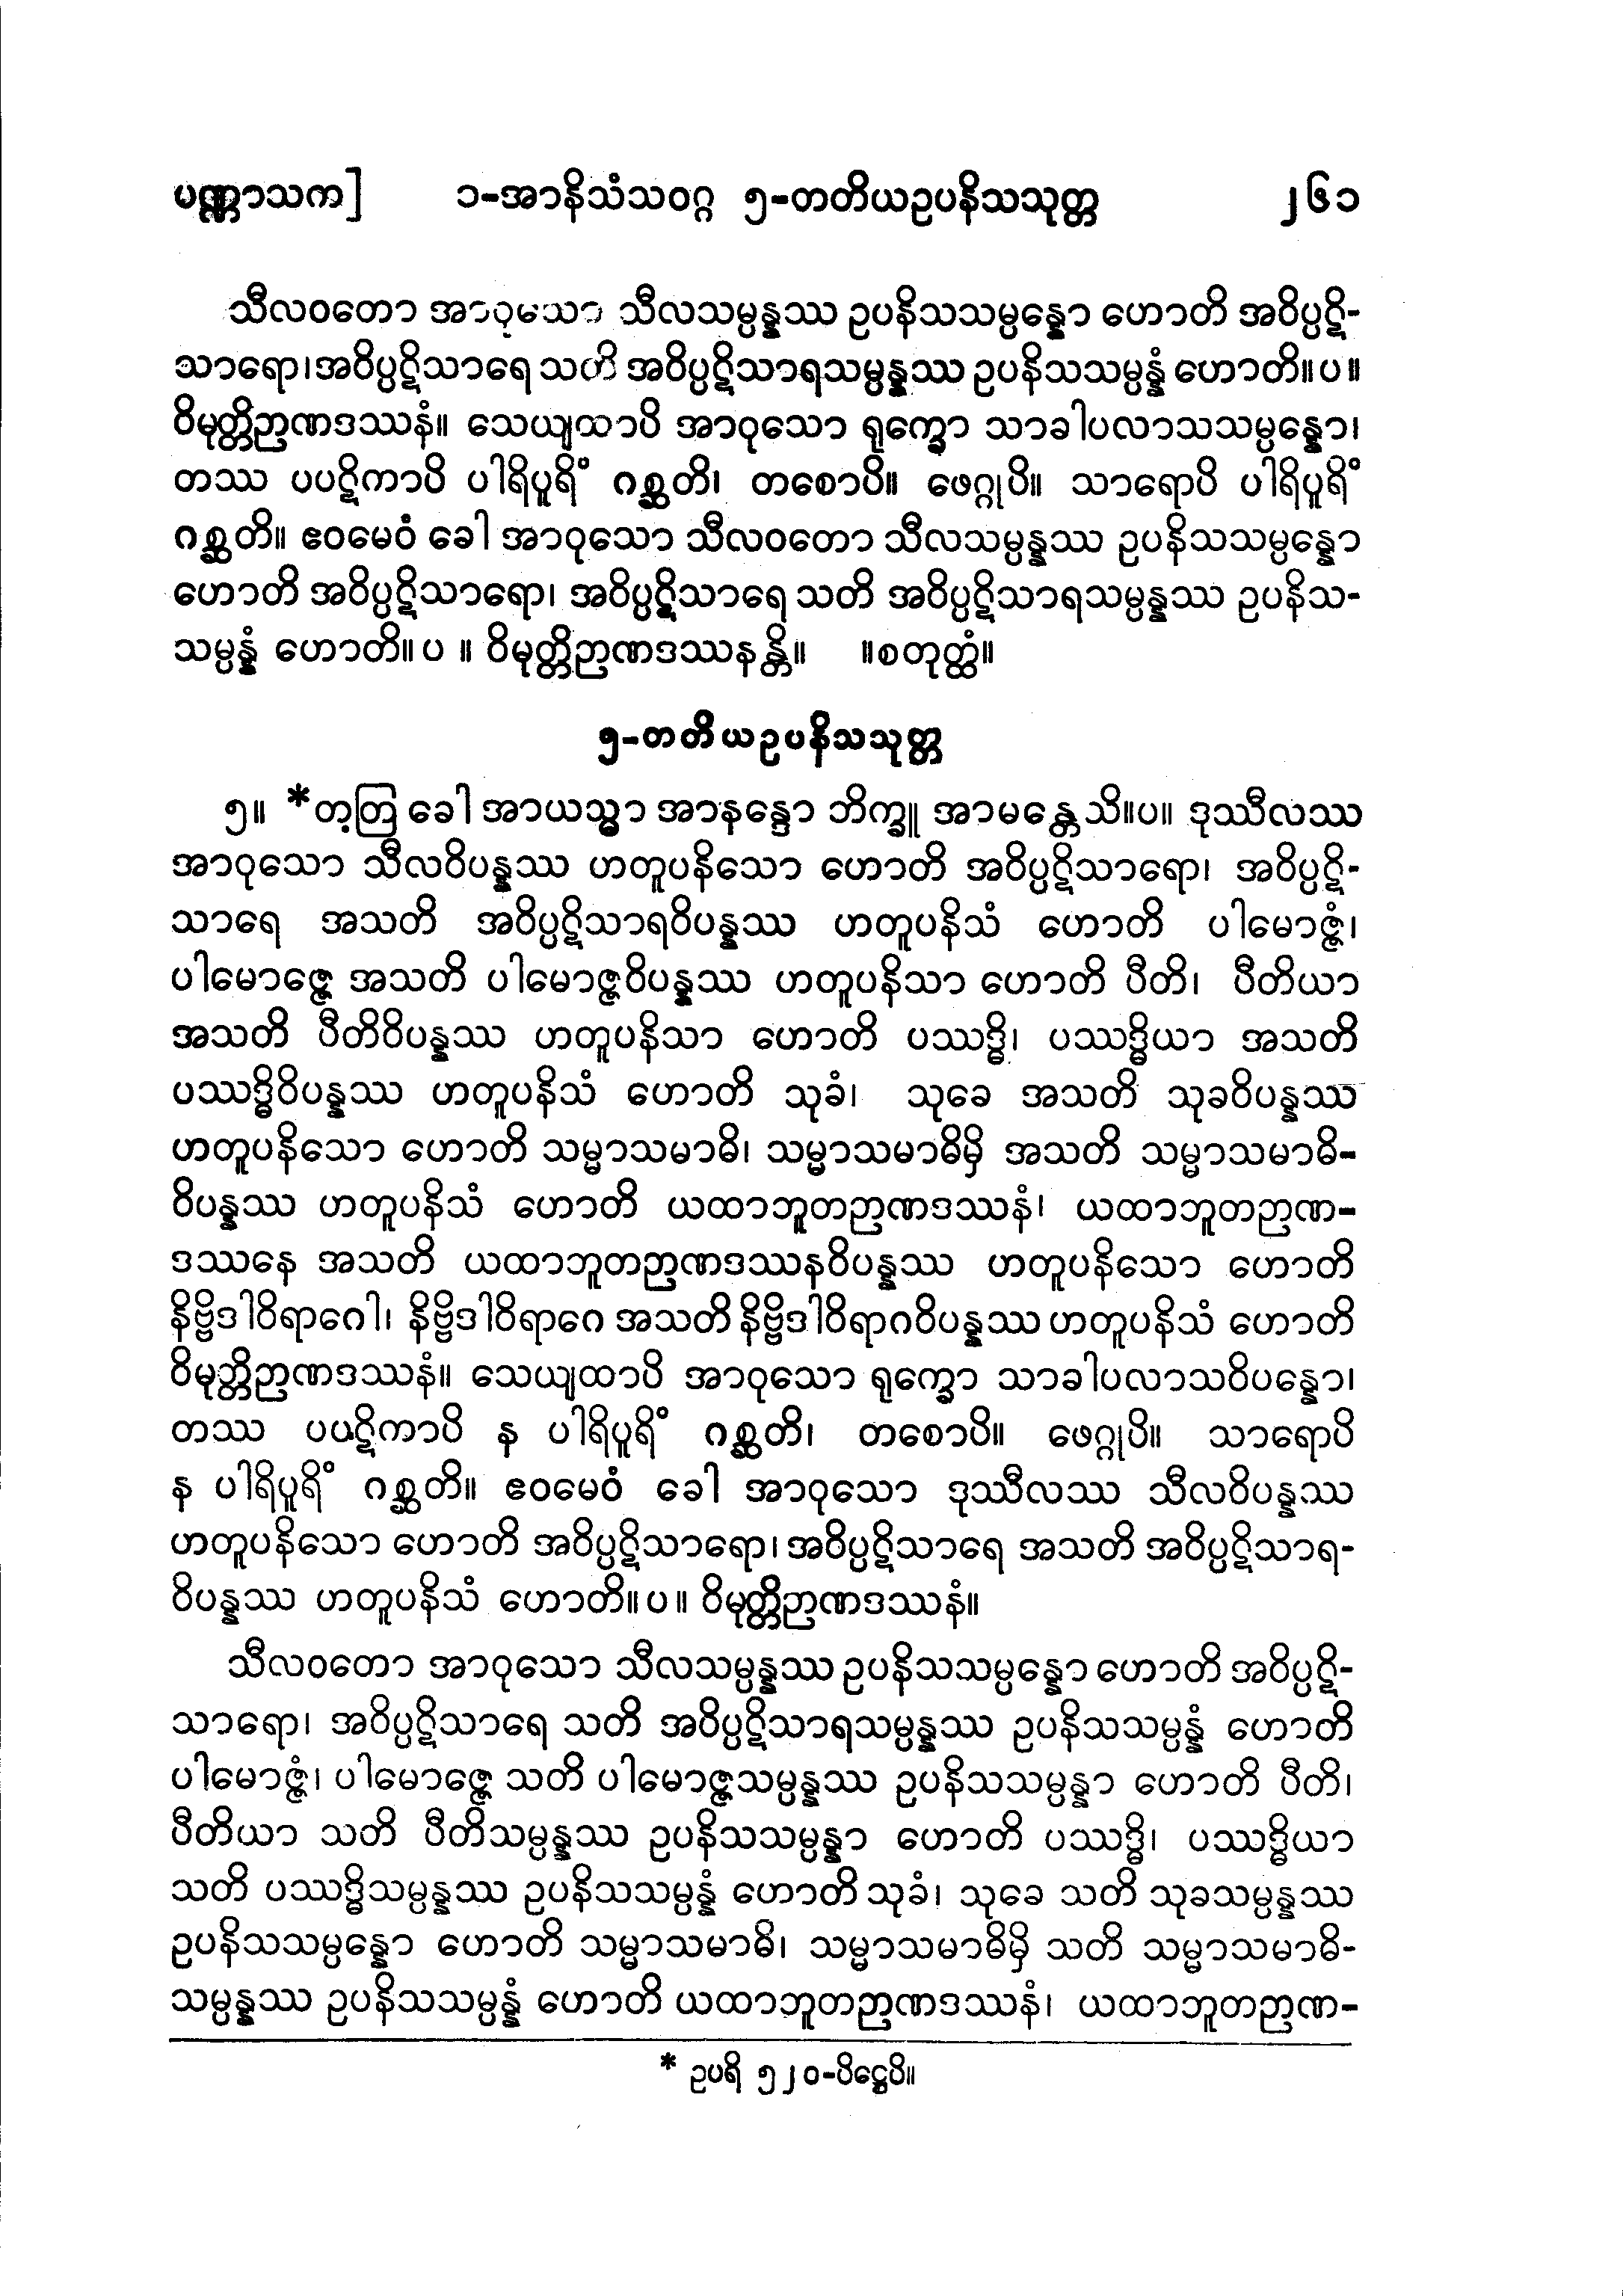 ပဏ္ဏာသက]	၁-အာနိသံသဝဂ္ဂ ၅-တတိယဥပနိသသုတ္တ	၂၆၁
သီလဝတော အာဝုသော သီလသမ္ပန္နဿ ဥပနိသသမ္ပန္နော ဟောတိ အဝိပ္ပဋိ-
သာရော၊ အဝိပ္ပဋိသာရေ သတိ အဝိပ္ပဋိသာရသမ္ပန္နဿ ဥပနိသသမ္ပန္နံ ဟောတိ။ပ။
ဝိမုတ္တိဉာဏဒဿနံ။ သေယျထာပိ အာဝုသော ရုက္ခော သာခါပလာသသမ္ပန္နော၊
တဿ ပပဋိကာပိ ပါရိပူရိံ ဂစ္ဆတိ၊ တစောပိ။ ဖေဂ္ဂုပိ။ သာရောပိ ပါရိပူရိံ
ဂစ္ဆတိ။ ဧဝမေဝံ ခေါ အာဝုသော သီလဝတော သီလသမ္ပန္နဿ ဥပနိသသမ္ပန္နော
ဟောတိ အဝိပ္ပဋိသာရော၊ အဝိပ္ပဋိသာရေ သတိ အဝိပ္ပဋိသာရသမ္ပန္နဿ ဥပနိသ-
သမ္ပန္နံ ဟောတိ။ပ။ ဝိမုတ္တိဉာဏဒဿနန္တိ။ ။စတုတ္ထံ။
၅-တတိယဥပနိသသုတ္တ
၅။ *တတြ ခေါ အာယသ္မာ အာနန္ဒော ဘိက္ခူ အာမန္တေသိ။ပ။ ဒုဿီလဿ
အာဝုသော သီလဝိပန္နဿ ဟတူပနိသော ဟောတိ အဝိပ္ပဋိသာရော၊ အဝိပ္ပဋိ-
သာရေ အသတိ အဝိပ္ပဋိသာရဝိပန္နဿ ဟတူပနိသံ ဟောတိ ပါမောဇ္ဇံ၊
ပါမောဇ္ဇေ အသတိ ပါမောဇ္ဇဝိပန္နဿ ဟတူပနိသာ ဟောတိ ပီတိ၊ ပီတိယာ
အသတိ ပီတိဝိပန္နဿ ဟတူပနိသာ ဟောတိ ပဿဒ္ဓိ၊ ပဿဒ္ဓိယာ အသတိ
ပဿဒ္ဓိဝိပန္နဿ ဟတူပနိသံ ဟောတိ သုခံ၊ သုခေ အသတိ သုခဝိပန္နဿ
ဟတူပနိသော ဟောတိ သမ္မာသမာဓိ၊ သမ္မာသမာဓိမှိ အသတိ သမ္မာသမာဓိ-
ဝိပန္နဿ ဟတူပနိသံ ဟောတိ ယထာဘူတဉာဏဒဿနံ၊ ယထာဘူတဉာဏ-
ဒဿနေ အသတိ ယထာဘူတဉာဏဒဿနဝိပန္နဿ ဟတူပနိသော ဟောတိ
နိဗ္ဗိဒါဝိရာဂေါ၊ နိဗ္ဗိဒါဝိရာဂေ အသတိ နိဗ္ဗိဒါဝိရာဂဝိပန္နဿ ဟတူပနိသံ ဟောတိ
ဝိမုတ္တိဉာဏဒဿနံ။ သေယျထာပိ အာဝုသော ရုက္ခော သာခါပလာသဝိပန္နော၊
တဿ ပပဋိကာပိ န ပါရိပူရိံ ဂစ္ဆတိ၊ တစောပိ။ ဖေဂ္ဂုပိ။ သာရောပိ
န ပါရိပူရိံ ဂစ္ဆတိ။ ဧဝမေဝံ ခေါ အာဝုသော ဒုဿီလဿ သီလဝိပန္နဿ
ဟတူပနိသော ဟောတိ အဝိပ္ပဋိသာရော၊ အဝိပ္ပဋိသာရေ အသတိ အဝိပ္ပဋိသာရ-
ဝိပန္နဿ ဟတူပနိသံ ဟောတိ။ပ။ ဝိမုတ္တိဉာဏဒဿနံ။
သီလဝတော အာဝုသော သီလသမ္ပန္နဿ ဥပနိသသမ္ပန္နော ဟောတိ အဝိပ္ပဋိ-
သာရော၊ အဝိပ္ပဋိသာရေ သတိ အဝိပ္ပဋိသာရသမ္ပန္နဿ ဥပနိသသမ္ပန္နံ ဟောတိ
ပါမောဇ္ဇံ၊ ပါမောဇ္ဇေ သတိ ပါမောဇ္ဇသမ္ပန္နဿ ဥပနိသသမ္ပန္နာ ဟောတိ ပီတိ၊
ပီတိယာ သတိ ပီတိသမ္ပန္နဿ ဥပနိသသမ္ပန္နာ ဟောတိ ပဿဒ္ဓိ၊ ပဿဒ္ဓိယာ
သတိ ပဿဒ္ဓိသမ္ပန္နဿ ဥပနိသသမ္ပန္နံ ဟောတိ သုခံ၊ သုခေ သတိ သုခသမ္ပန္နဿ
ဥပနိသသမ္ပန္နော ဟောတိ သမ္မာသမာဓိ၊ သမ္မာသမာဓိမှိ သတိ သမ္မာသမာဓိ-
သမ္ပန္နဿ ဥပနိသသမ္ပန္နံ ဟောတိ ယထာဘူတဉာဏဒဿနံ၊ ယထာဘူတဉာဏ-
* ဥပရိ ၅၂၀-ပိဋ္ဌေပိ။